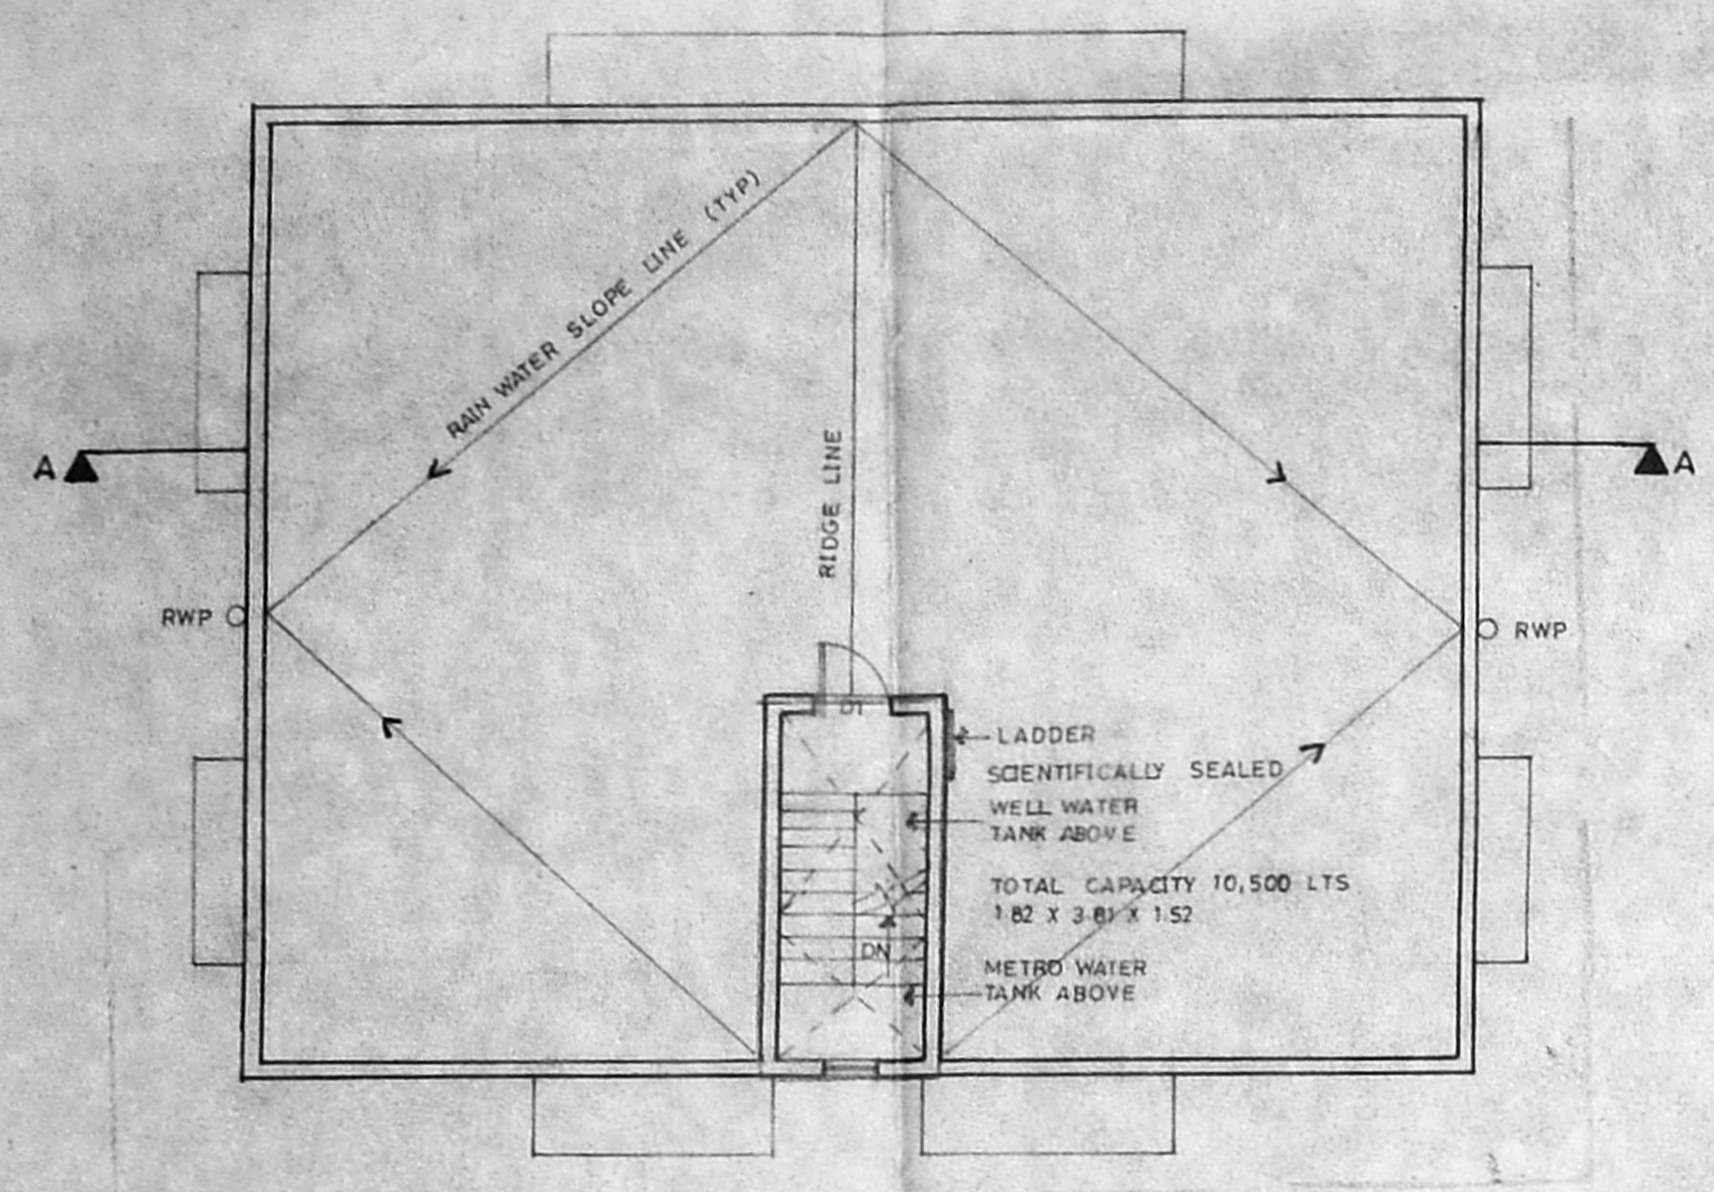 RAIN WATER SLOPE LINE (TYP)
RIDGE LINE
A
A
RWP
RWP
D1
LADDER
SCIENTIFICALLY SEALED
WELL WATER
TANK ABOVE
TOTAL CAPACITY 10,500 LTS
1.82 X 3.81 X 1.52
DN
METRO WATER
TANK ABOVE